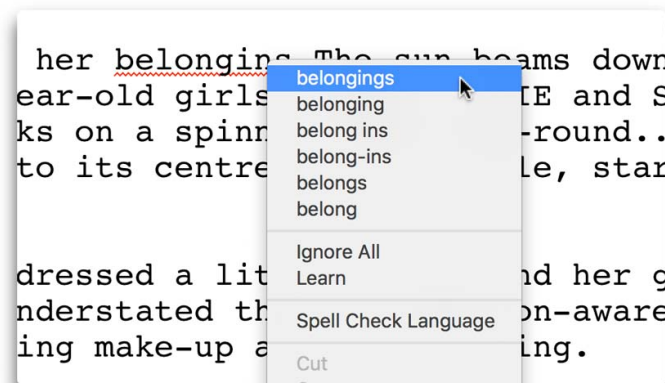 her belongins The sun beams down
ear-old girls
belongings
IE and S
belonging
ks on a spinn
belong ins
-round..
belong-ins
to its centre
le, star
belongs
belong
Ignore All
dressed a lit
nd her g
Learn
nderstated th
on-aware
Spell Check Language
ing make-up a
ing.
Cut